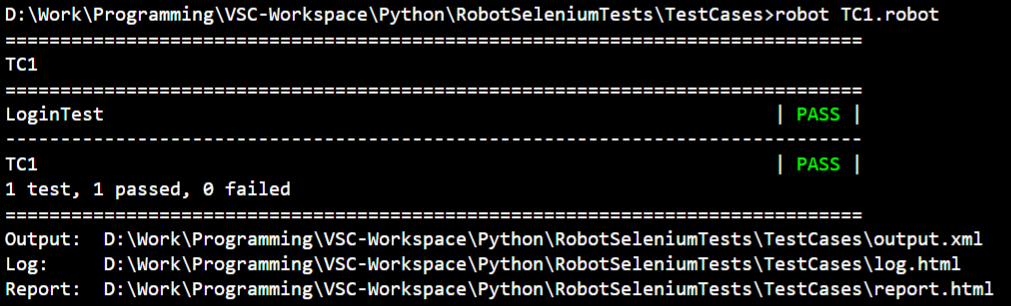 D:\Work\Programming\VSC-Workspace\Python\RobotSeleniumTests\TestCases>robot TC1.robot
==============================================================================
TC1
==============================================================================
LoginTest                                                             | PASS |
------------------------------------------------------------------------------
TC1                                                                   | PASS |
1 test, 1 passed, 0 failed
==============================================================================
Output:  D:\Work\Programming\VSC-Workspace\Python\RobotSeleniumTests\TestCases\output.xml
Log:     D:\Work\Programming\VSC-Workspace\Python\RobotSeleniumTests\TestCases\log.html
Report:  D:\Work\Programming\VSC-Workspace\Python\RobotSeleniumTests\TestCases\report.html